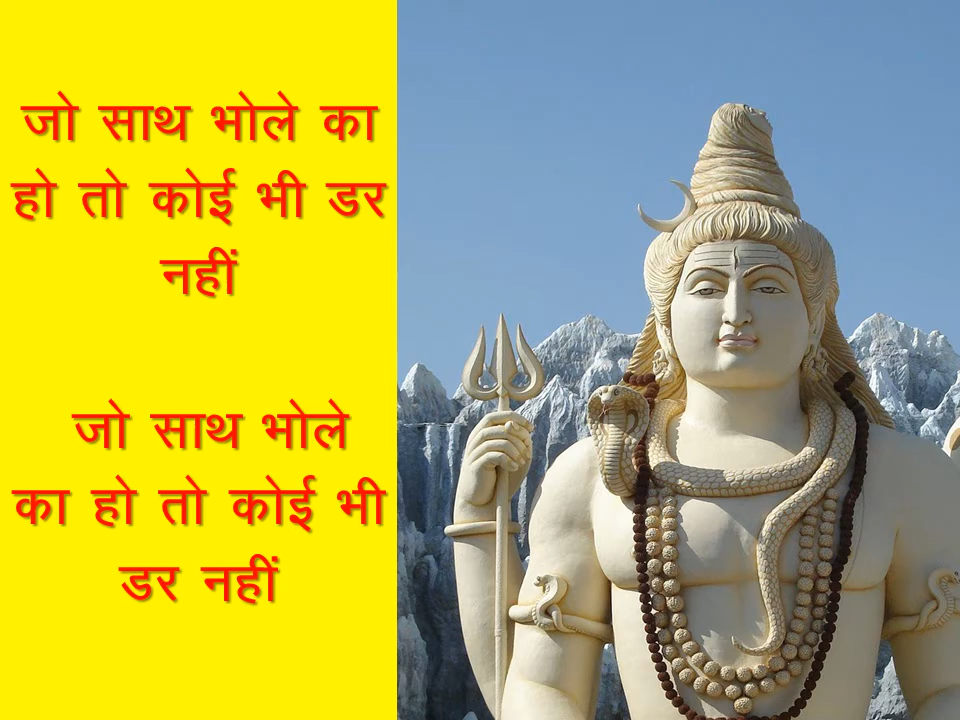 जो साथ भोले का
हो तो कोई भी डर
नहीं
जो साथ भोले
का हो तो कोई भी
डर नहीं